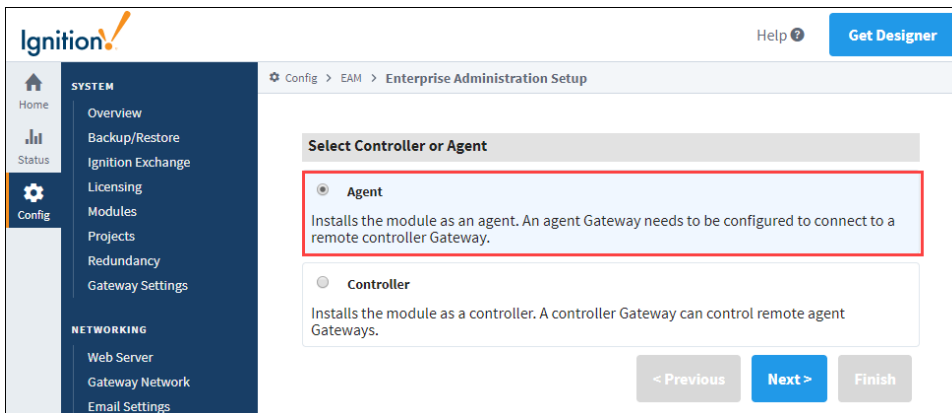 Ignition!
Help ?
Get Designer
Home
Status
Config
SYSTEM
Overview
Backup/Restore
Ignition Exchange
Licensing
Modules
Projects
Redundancy
Gateway Settings
NETWORKING
Web Server
Gateway Network
Email Settings
Config > EAM > Enterprise Administration Setup
Select Controller or Agent
Agent
Installs the module as an agent. An agent Gateway needs to be configured to connect to a
remote controller Gateway.
Controller
Installs the module as a controller. A controller Gateway can control remote agent
Gateways.
< Previous
Next >
Finish